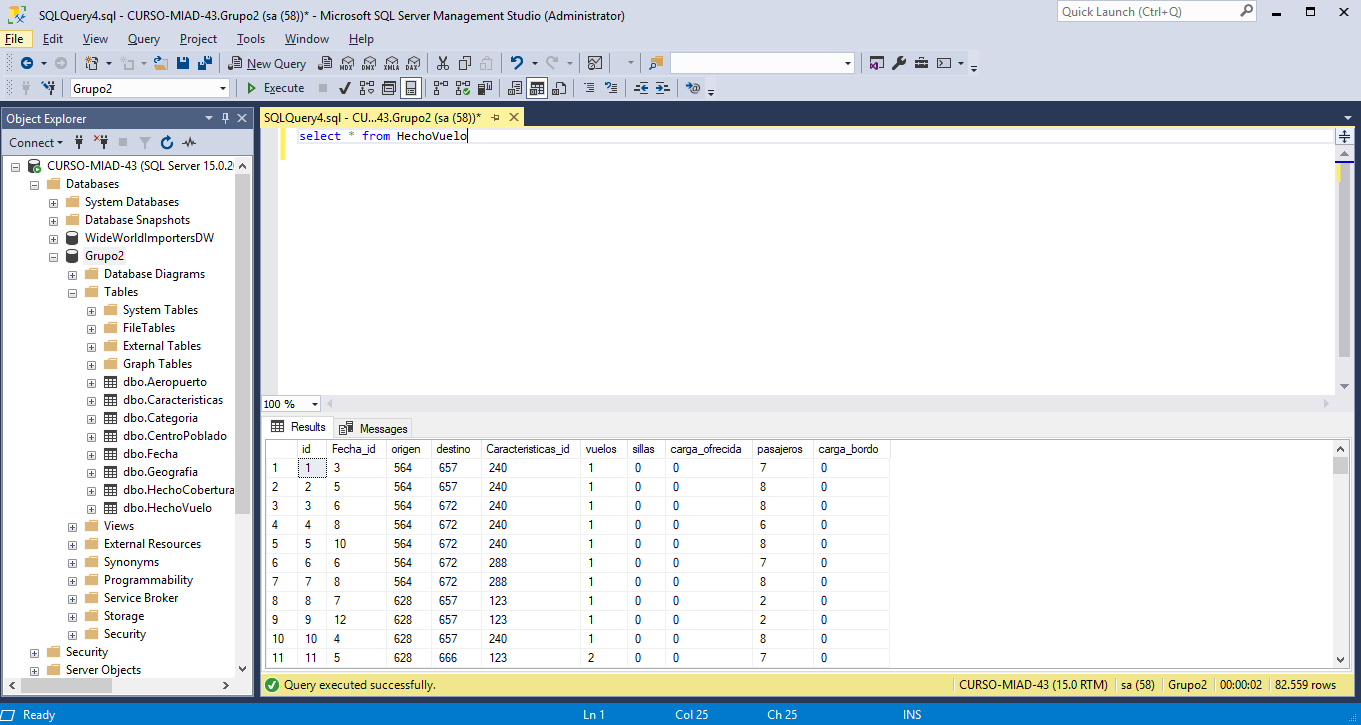 SQLQuery4.sql - CURSO-MIAD-43.Grupo2 (sa (58))* - Microsoft SQL Server Management Studio (Administrator)
Quick Launch (Ctrl+Q)
File Edit View Query Project Tools Window Help
New Query MDX DMX XMLA DAX
Grupo2 Execute
Object Explorer
SQLQuery4.sql - CU...43.Grupo2 (sa (58))*
Connect
select * from HechoVuelo
CURSO-MIAD-43 (SQL Server 15.0.20
Databases
System Databases
Database Snapshots
WideWorldImportersDW
Grupo2
Database Diagrams
Tables
System Tables
FileTables
External Tables
Graph Tables
dbo.Aeropuerto
dbo.Caracteristicas
dbo.Categoria
dbo.CentroPoblado
dbo.Fecha
dbo.Geografia
dbo.HechoCobertura
dbo.HechoVuelo
Views
External Resources
Synonyms
Programmability
Service Broker
Storage
Security
Security
Server Objects
100 %
Results Messages
id Fecha_id origen destino Caracteristicas_id vuelos sillas carga_ofrecida pasajeros carga_bordo
1 1 3 564 657 240 1 0 0 7 0
2 2 5 564 657 240 1 0 0 8 0
3 3 6 564 672 240 1 0 0 8 0
4 4 8 564 672 240 1 0 0 6 0
5 5 10 564 672 240 1 0 0 8 0
6 6 6 564 672 288 1 0 0 7 0
7 7 8 564 672 288 1 0 0 8 0
8 8 7 628 657 123 1 0 0 2 0
9 9 12 628 657 123 1 0 0 2 0
10 10 4 628 657 240 1 0 0 8 0
11 11 5 628 666 123 2 0 0 7 0
Query executed successfully.
CURSO-MIAD-43 (15.0 RTM) sa (58) Grupo2 00:00:02 82.559 rows
Ready Ln 1 Col 25 Ch 25 INS